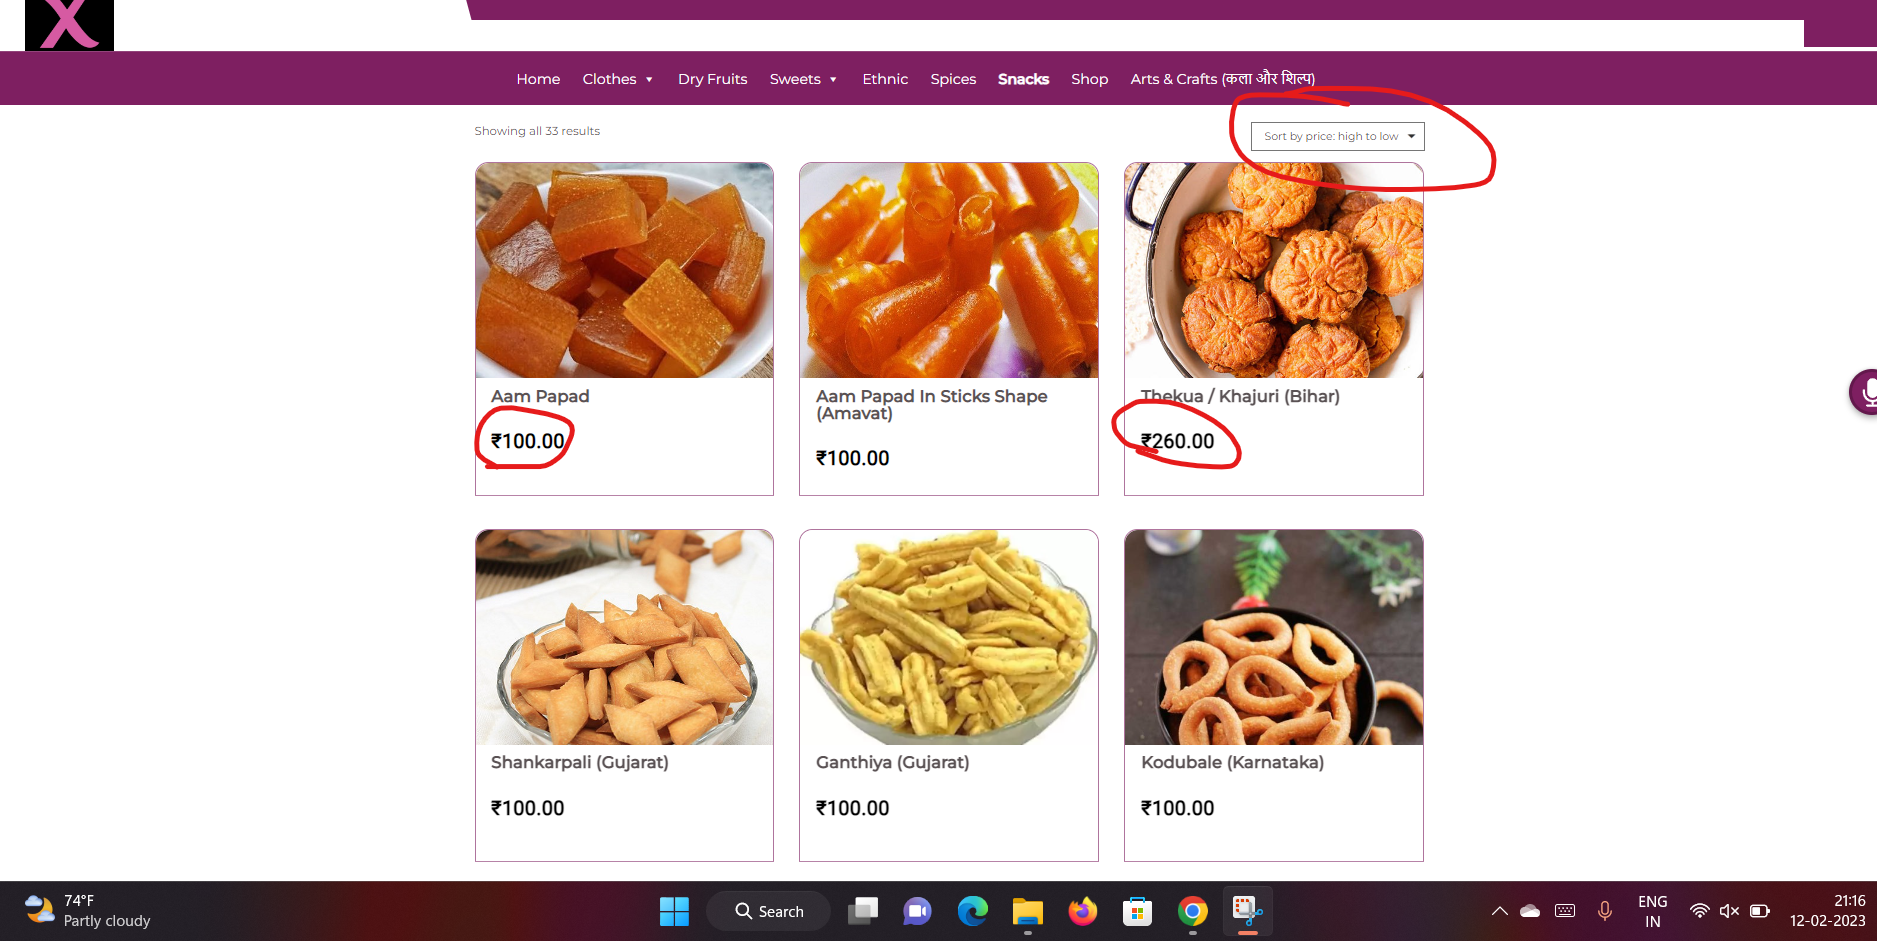 X
Home Clothes Dry Fruits Sweets Ethnic Spices Snacks Shop Arts & Crafts (कला और शिल्प)
Showing all 33 results
Sort by price: high to low
Aam Papad
₹100.00
Aam Papad In Sticks Shape
(Amavat)
₹100.00
Thekua / Khajuri (Bihar)
₹260.00
Shankarpali (Gujarat)
₹100.00
Ganthiya (Gujarat)
₹100.00
Kodubale (Karnataka)
₹100.00
74°F
Partly cloudy
Search
ENG
IN
21:16
12-02-2023